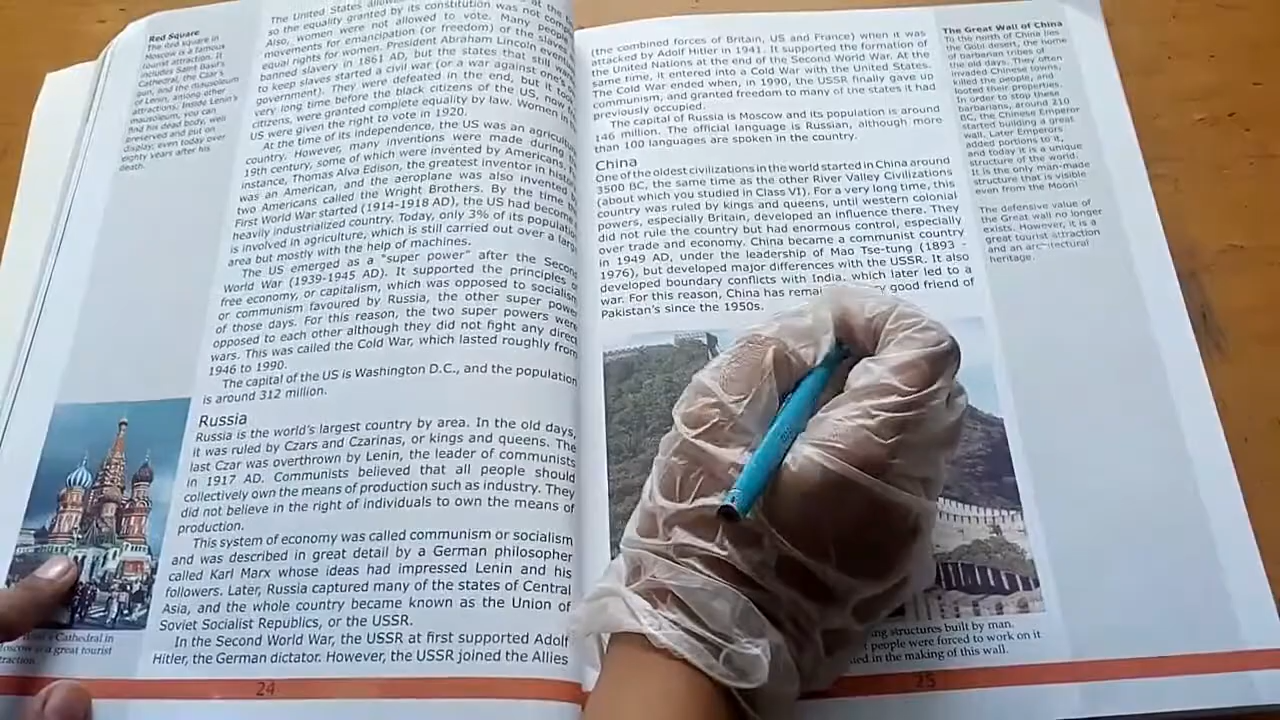 Red Square
The Red square in
Moscow is a famous
tourist attraction. It
includes Saint Basil's
Cathedral, the Czar's
gun, and the mausoleum
of Lenin, among other
attractions. Inside Lenin's
mausoleum, you can
find his dead body, well
preserved and put on
display, even today over
eighty years after his
death.
The United States
so the equality granted by its constitution was not
Also, women were not allowed to vote. Many
movements for emancipation (or freedom) of the slaves
equal rights for women. President Abraham Lincoln
banned slavery in 1861 AD, but the states that still
to keep slaves started a civil war (or a war against one's
government). They were defeated in the end, but it took
very long time before the black citizens of the US, now
citizens, were granted complete equality by law. Women in
US were given the right to vote in 1920.
At the time of its independence, the US was an
country. However, many inventions were made during
19th century, some of which were invented by Americans.
instance, Thomas Alva Edison, the greatest inventor in
was an American, and the aeroplane was also invented
two Americans called the Wright Brothers. By the time
First World War started (1914-1918 AD), the US had become
heavily industrialized country. Today, only 3% of its population
is involved in agriculture, which is still carried out over a large
area but mostly with the help of machines.
The US emerged as a "super power" after the Second
World War (1939-1945 AD). It supported the principles
free economy, or capitalism, which was opposed to socialism
or communism favoured by Russia, the other super power
of those days. For this reason, the two super powers were
opposed to each other although they did not fight any direct
wars. This was called the Cold War, which lasted roughly from
1946 to 1990.
The capital of the US is Washington D.C., and the population
is around 312 million.
Russia
Russia is the world's largest country by area. In the old days,
it was ruled by Czars and Czarinas, or kings and queens. The
last Czar was overthrown by Lenin, the leader of communists
in 1917 AD. Communists believed that all people should
collectively own the means of production such as industry. They
did not believe in the right of individuals to own the means of
production.
This system of economy was called communism or socialism
and was described in great detail by a German philosopher
called Karl Marx whose ideas had impressed Lenin and his
followers. Later, Russia captured many of the states of Central
Asia, and the whole country became known as the Union of
Soviet Socialist Republics, or the USSR.
In the Second World War, the USSR at first supported Adolf
Hitler, the German dictator. However, the USSR joined the Allies
Cathedral in
is a great tourist
24
(the combined forces of Britain, US and France) when it was
attacked by Adolf Hitler in 1941. It supported the formation of
the United Nations at the end of the Second World War. At the
same time, it entered into a Cold War with the United States.
The Cold War ended when, in 1990, the USSR finally gave up
communism, and granted freedom to many of the states it had
previously occupied.
The capital of Russia is Moscow and its population is around
146 million. The official language is Russian, although more
than 100 languages are spoken in the country.
China
One of the oldest civilizations in the world started in China around
3500 BC, the same time as the other River Valley Civilizations
(about which you studied in Class VI). For a very long time, this
country was ruled by kings and queens, until western colonial
powers, especially Britain, developed an influence there. They
did not rule the country but had enormous control, especially
over trade and economy. China became a communist country
in 1949 AD, under the leadership of Mao Tse-tung (1893 -
1976), but developed major differences with the USSR. It also
developed boundary conflicts with India, which later led to a
war. For this reason, China has good friend of
Pakistan's since the 1950s.
structures built by man.
people were forced to work on it
in the making of this wall.
25
The Great Wall of China
To the north of China lies
the Gobi desert, the home
of barbarian tribes of
the old days. They often
invaded Chinese towns,
killed the people, and
looted their properties.
In order to stop these
barbarians, around 210
BC, the Chinese Emperor
started building a great
wall. Later Emperors
added portions to it,
and today it is a unique
structure of the world.
It is the only man-made
structure that is visible
even from the Moon!
The defensive value of
the Great wall no longer
exists. However, it is a
great tourist attraction
and an architectural
heritage.